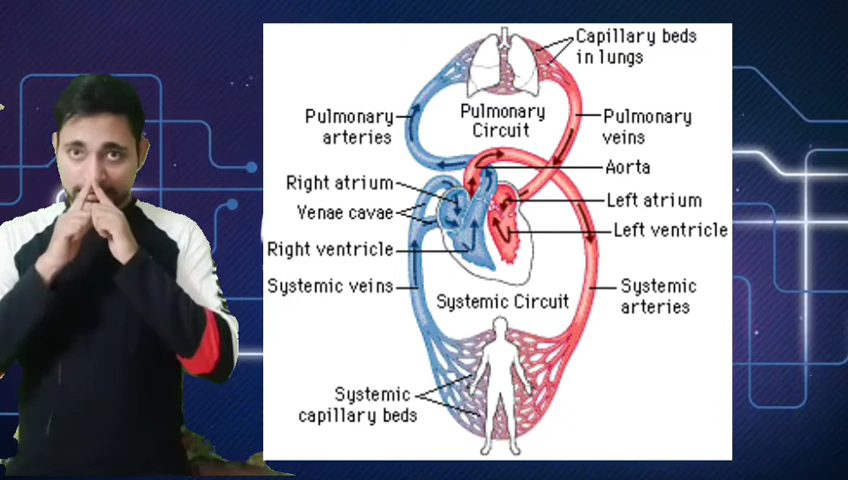 Capillary beds
in lungs
Pulmonary
arteries
Pulmonary
Circuit
Pulmonary
veins
Aorta
Right atrium
Left atrium
Venae cavae
Left ventricle
Right ventricle
Systemic veins
Systemic
arteries
Systemic Circuit
Systemic
capillary beds